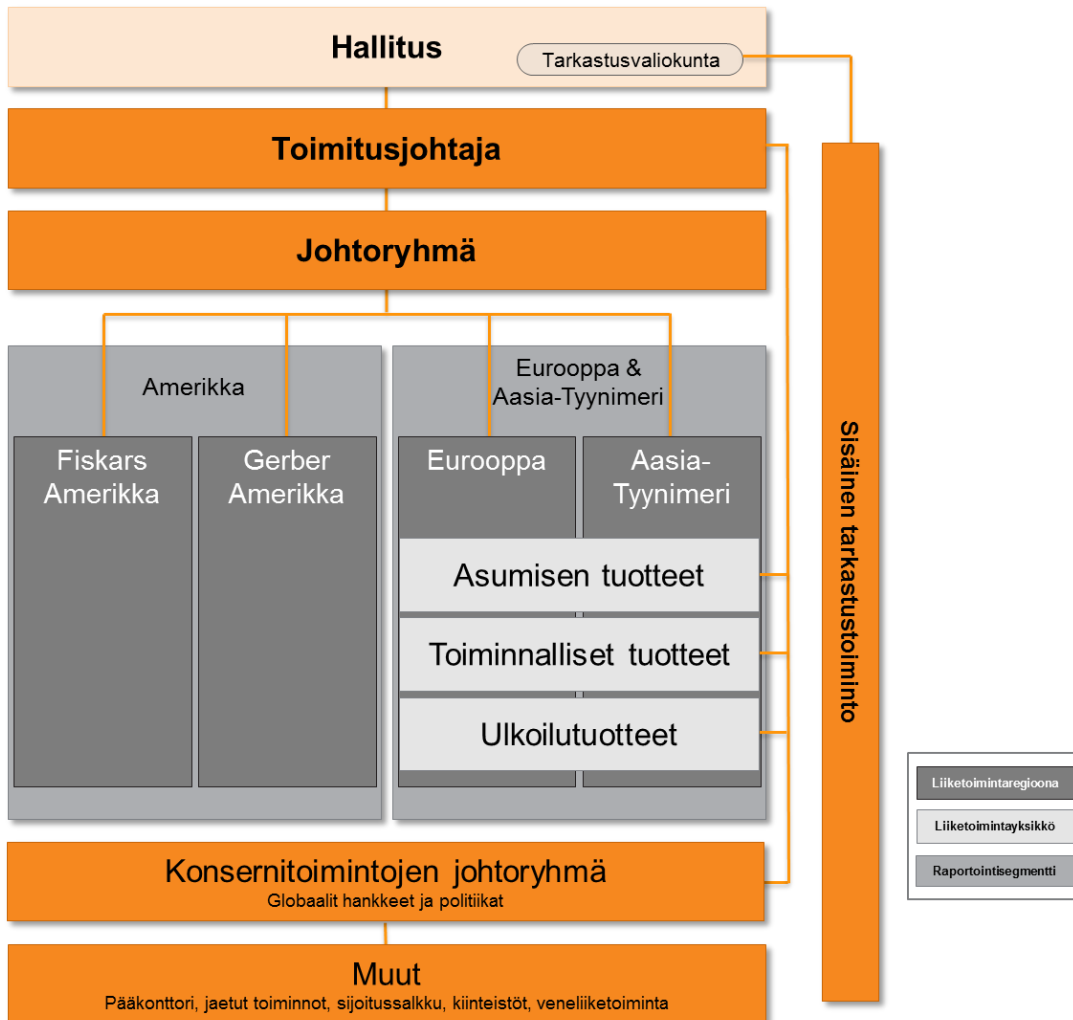 Hallitus
Tarkastusvaliokunta
Toimitusjohtaja
Johtoryhmä
Amerikka
Eurooppa &
Aasia-Tyynimeri
Fiskars
Amerikka
Gerber
Amerikka
Eurooppa
Aasia-
Tyynimeri
Asumisen tuotteet
Toiminnalliset tuotteet
Ulkoilutuotteet
Sisäinen tarkastustoiminto
Liiketoimintaregioona
Liiketoimintayksikkö
Raportointisegmentti
Konsernitoimintojen johtoryhmä
Globaalit hankkeet ja politiikat
Muut
Pääkonttori, jaetut toiminnot, sijoitussalkku, kiinteistöt, veneliiketoiminta